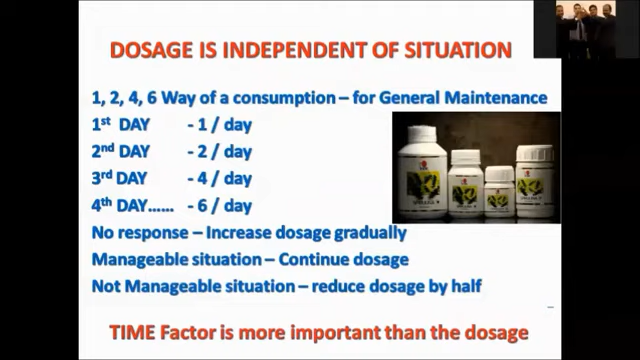 DOSAGE IS INDEPENDENT OF SITUATION
1, 2, 4, 6 Way of a consumption – for General Maintenance
1st DAY - 1 / day
2nd DAY - 2 / day
3rd DAY - 4 / day
4th DAY...... - 6 / day
No response – Increase dosage gradually
Manageable situation – Continue dosage
Not Manageable situation – reduce dosage by half
TIME Factor is more important than the dosage